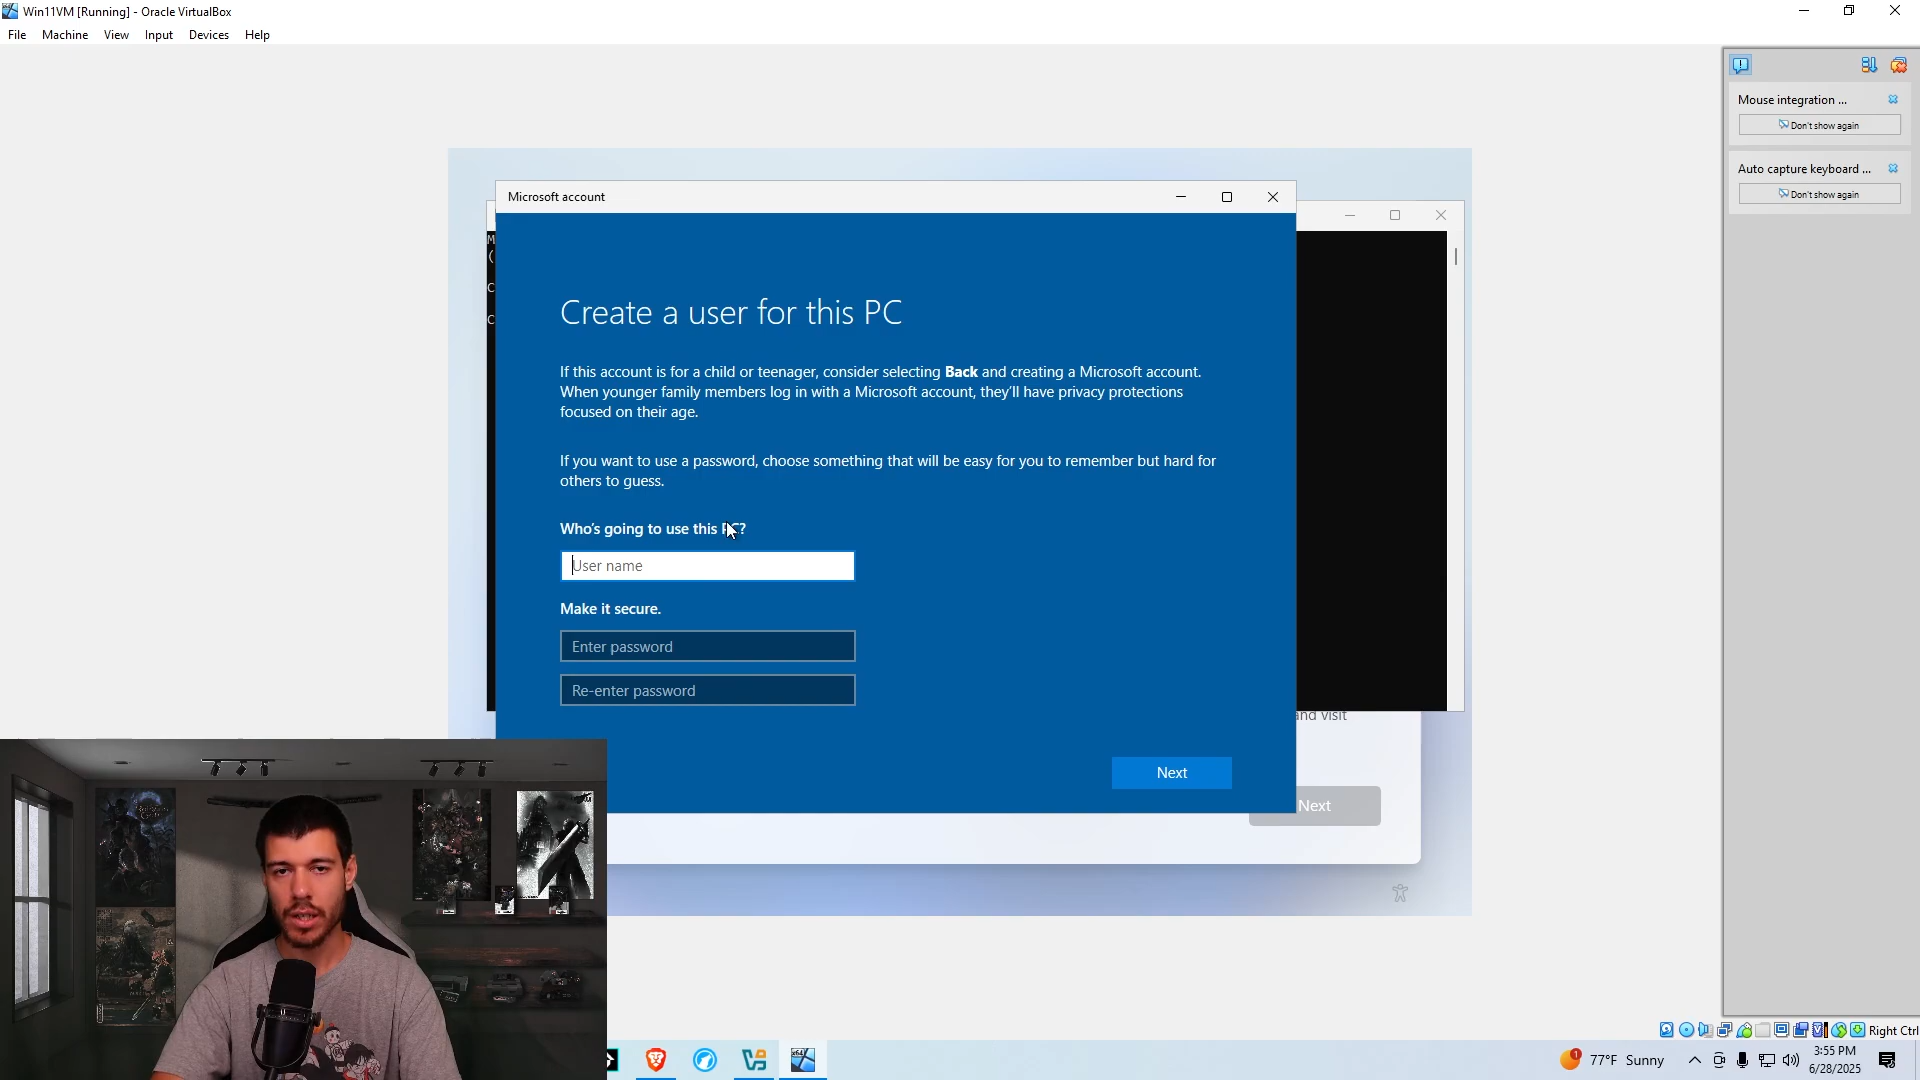 Win11VM [Running] - Oracle VirtualBox
File Machine View Input Devices Help
Mouse integration ...
Don't show again
Auto capture keyboard ...
Don't show again
Microsoft account
M
(
C
C
Create a user for this PC
If this account is for a child or teenager, consider selecting Back and creating a Microsoft account.
When younger family members log in with a Microsoft account, they'll have privacy protections
focused on their age.
If you want to use a password, choose something that will be easy for you to remember but hard for
others to guess.
Who's going to use this PC?
User name
Make it secure.
Enter password
Re-enter password
and visit
Next
Next
Right Ctrl
1
77°F Sunny
3:55 PM
6/28/2025